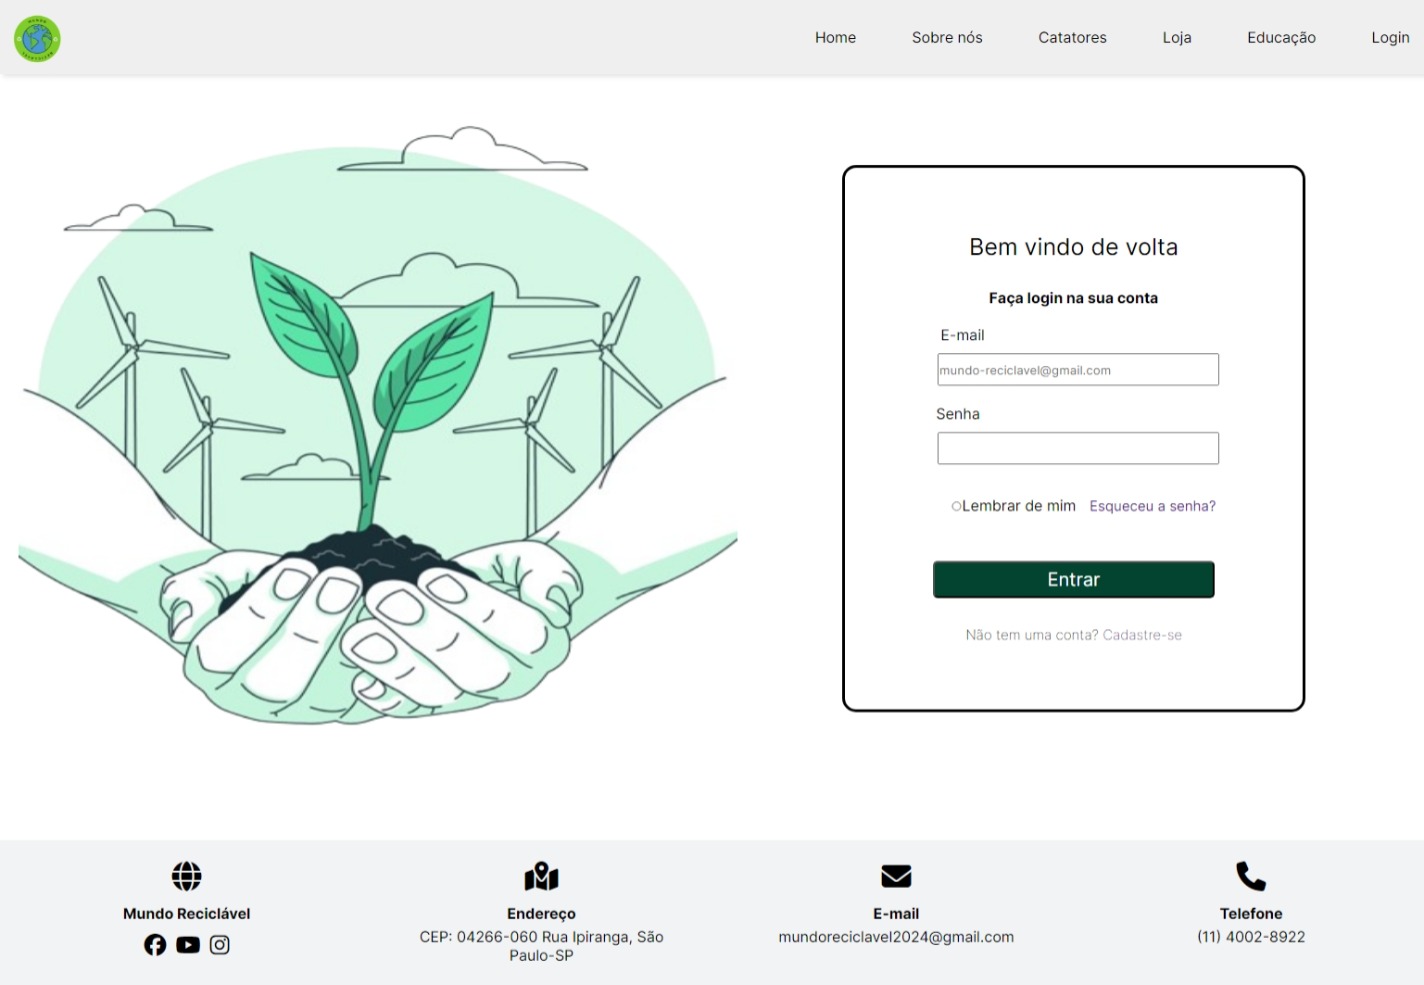 MUNDO
Home
Sobre nós
Catatores
Loja
Educação
Login
Bem vindo de volta
Faça login na sua conta
E-mail
mundo-reciclavel@gmail.com
Senha
Lembrar de mim Esqueceu a senha?
Entrar
Não tem uma conta? Cadastre-se
Mundo Reciclável
Endereço
CEP: 04266-060 Rua Ipiranga, São
Paulo-SP
E-mail
mundoreciclavel2024@gmail.com
Telefone
(11) 4002-8922